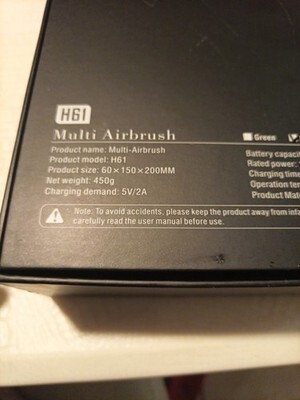 H61
Multi Airbrush
Green
Product name: Multi-Airbrush
Product model: H61
Product size: 60×150×200MM
Net weight: 450g
Charging demand: 5V/2A
Battery capaci
Rated power:
Charging time
Operation te
Product Mate
Note: To avoid accidents, please keep the product away from infa
carefully read the user manual before use.